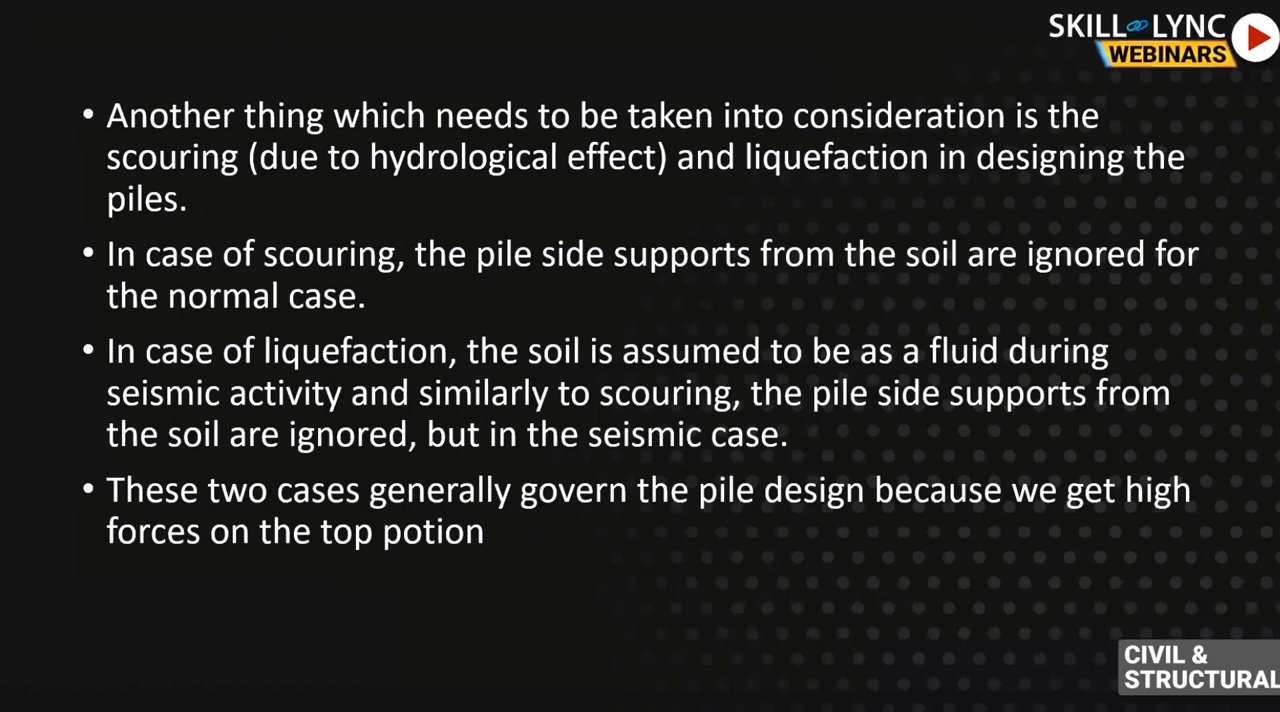 SKILL LYNC
WEBINARS
• Another thing which needs to be taken into consideration is the
scouring (due to hydrological effect) and liquefaction in designing the
piles.
• In case of scouring, the pile side supports from the soil are ignored for
the normal case.
• In case of liquefaction, the soil is assumed to be as a fluid during
seismic activity and similarly to scouring, the pile side supports from
the soil are ignored, but in the seismic case.
• These two cases generally govern the pile design because we get high
forces on the top potion
CIVIL &
STRUCTURAL